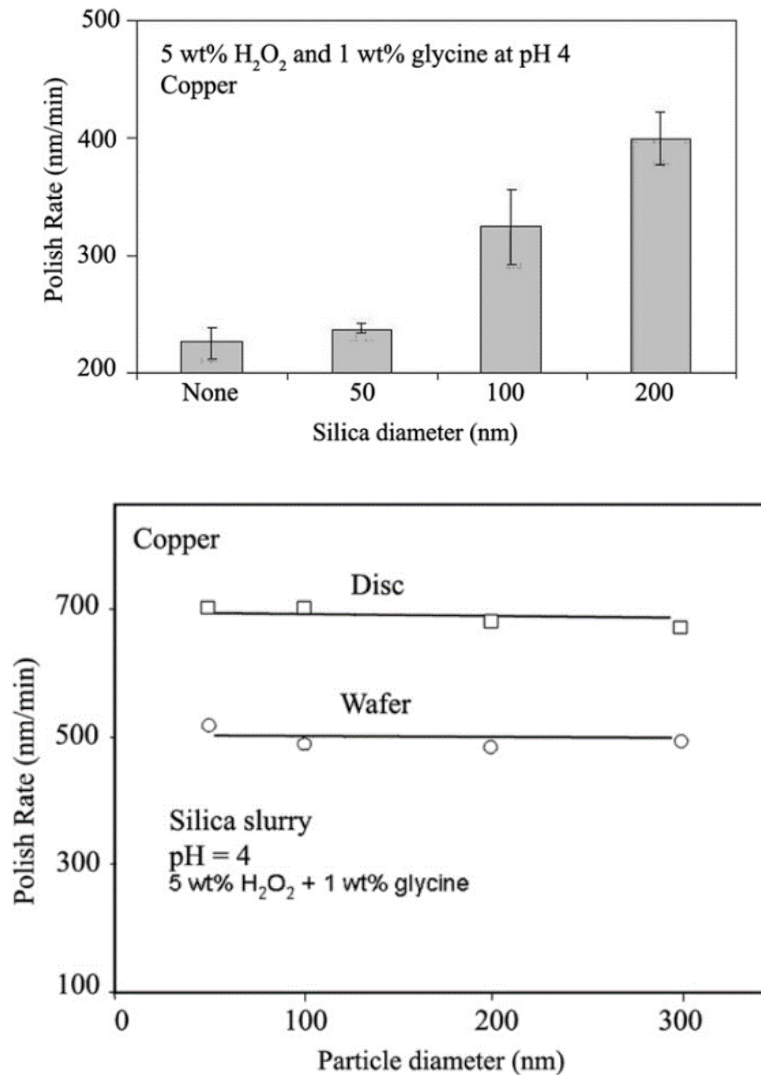 500
5 wt% H₂O₂ and 1 wt% glycine at pH 4
Copper
400
300
200
Polish Rate (nm/min)
None 50 100 200
Silica diameter (nm)
Copper
Disc
700
Wafer
500
Silica slurry
pH = 4
5 wt% H₂O₂ + 1 wt% glycine
300
100
Polish Rate (nm/min)
0 100 200 300
Particle diameter (nm)